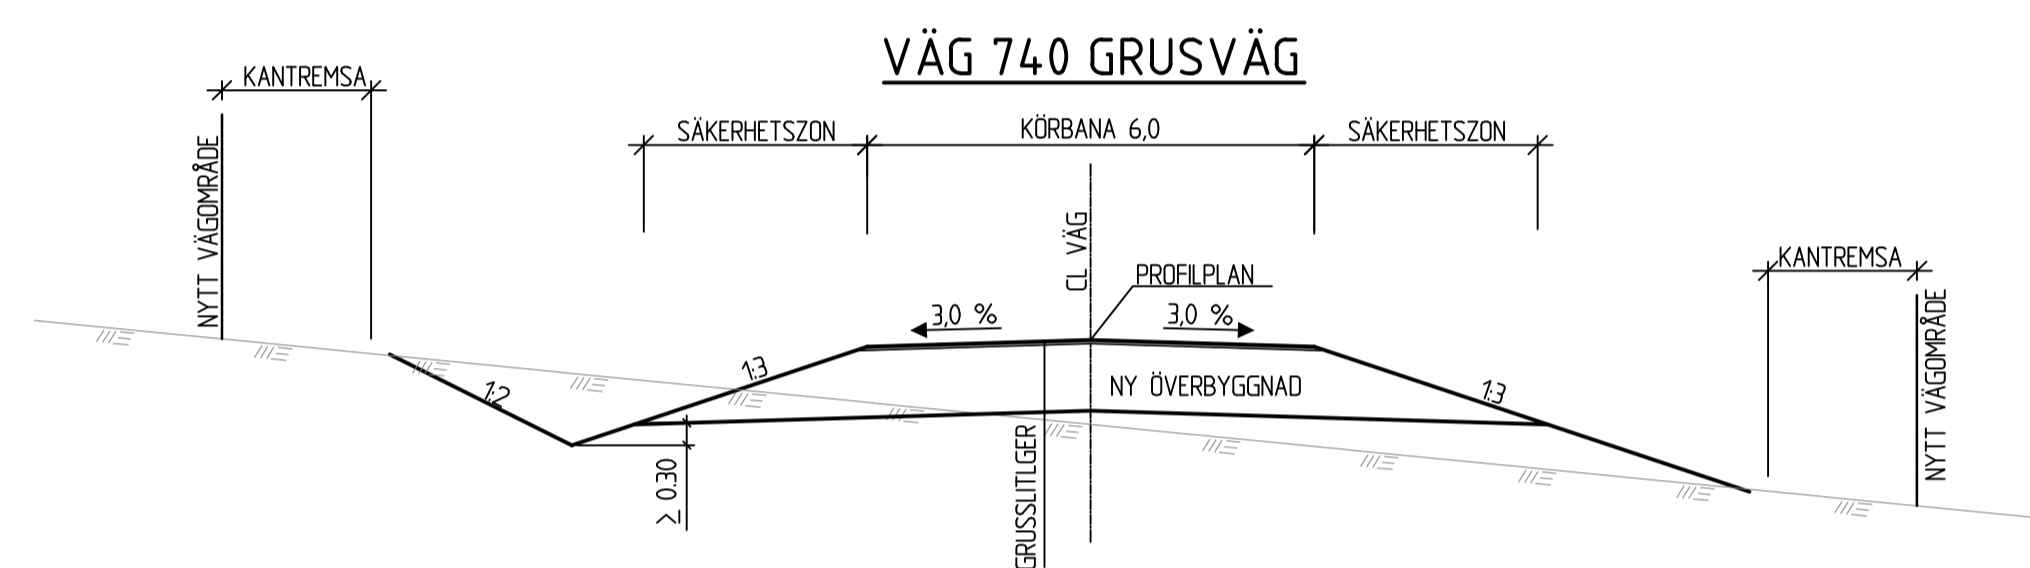 VÄG 740 GRUSVÄG
KANTREMSA
SÄKERHETSZON
KÖRBANA 6,0
SÄKERHETSZON
NYTT VÄGOMRÅDE
CL VÄG
PROFILPLAN
KANTREMSA
3,0 %
3,0 %
NYTT VÄGOMRÅDE
1:2
1:3
NY ÖVERBYGGNAD
1:3
≥ 0.30
GRUSSLITLGER